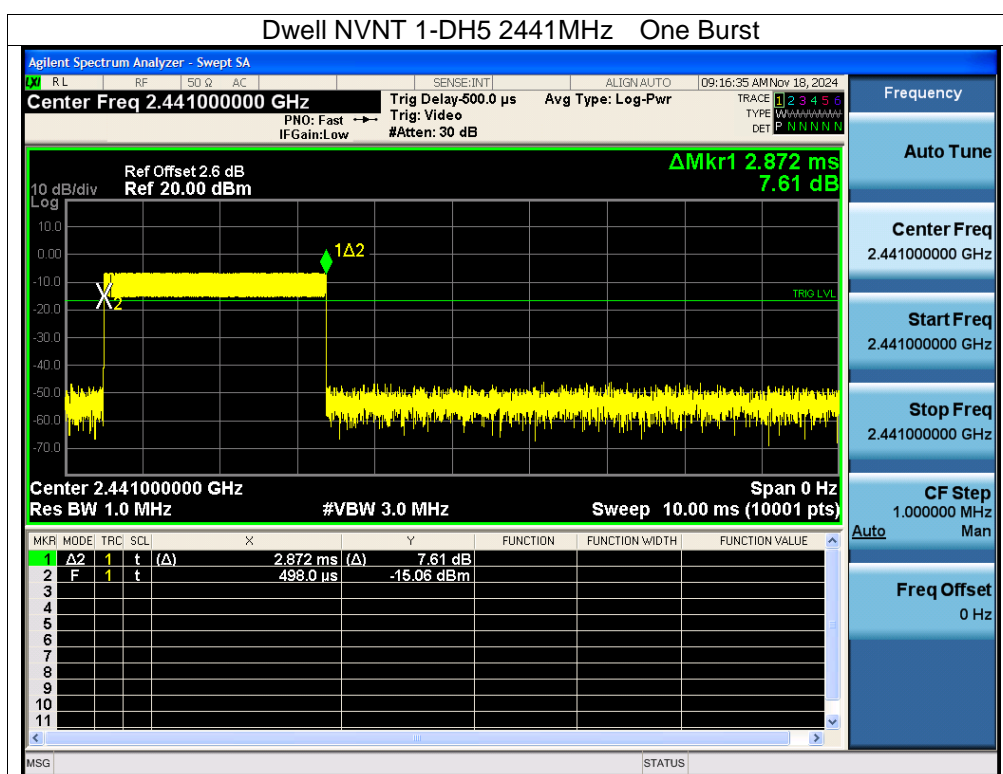 Dwell NVNT 1-DH5 2441MHz One Burst
Agilent Spectrum Analyzer - Swept SA
LXI RL RF 50 Ω AC SENSE:INT ALIGN AUTO 09:16:35 AM Nov 18, 2024
Center Freq 2.441000000 GHz Trig Delay-500.0 µs Avg Type: Log-Pwr TRACE 1 2 3 4 5 6
PNO: Fast Trig: Video TYPE WWWWWW
IFGain:Low #Atten: 30 dB DET P N N N N N
Frequency
Auto Tune
Center Freq
2.441000000 GHz
Start Freq
2.441000000 GHz
Stop Freq
2.441000000 GHz
CF Step
1.000000 MHz
Auto Man
Freq Offset
0 Hz
ΔMkr1 2.872 ms
7.61 dB
Ref Offset 2.6 dB
10 dB/div Ref 20.00 dBm
Log
10.0
0.00
-10.0
-20.0
-30.0
-40.0
-50.0
-60.0
-70.0
1Δ2
2
TRIG LVL
Center 2.441000000 GHz Span 0 Hz
Res BW 1.0 MHz #VBW 3.0 MHz Sweep 10.00 ms (10001 pts)
MKR MODE TRC SCL X Y FUNCTION FUNCTION WIDTH FUNCTION VALUE
1 Δ2 1 t (Δ) 2.872 ms (Δ) 7.61 dB
2 F 1 t 498.0 µs -15.06 dBm
3
4
5
6
7
8
9
10
11
MSG STATUS